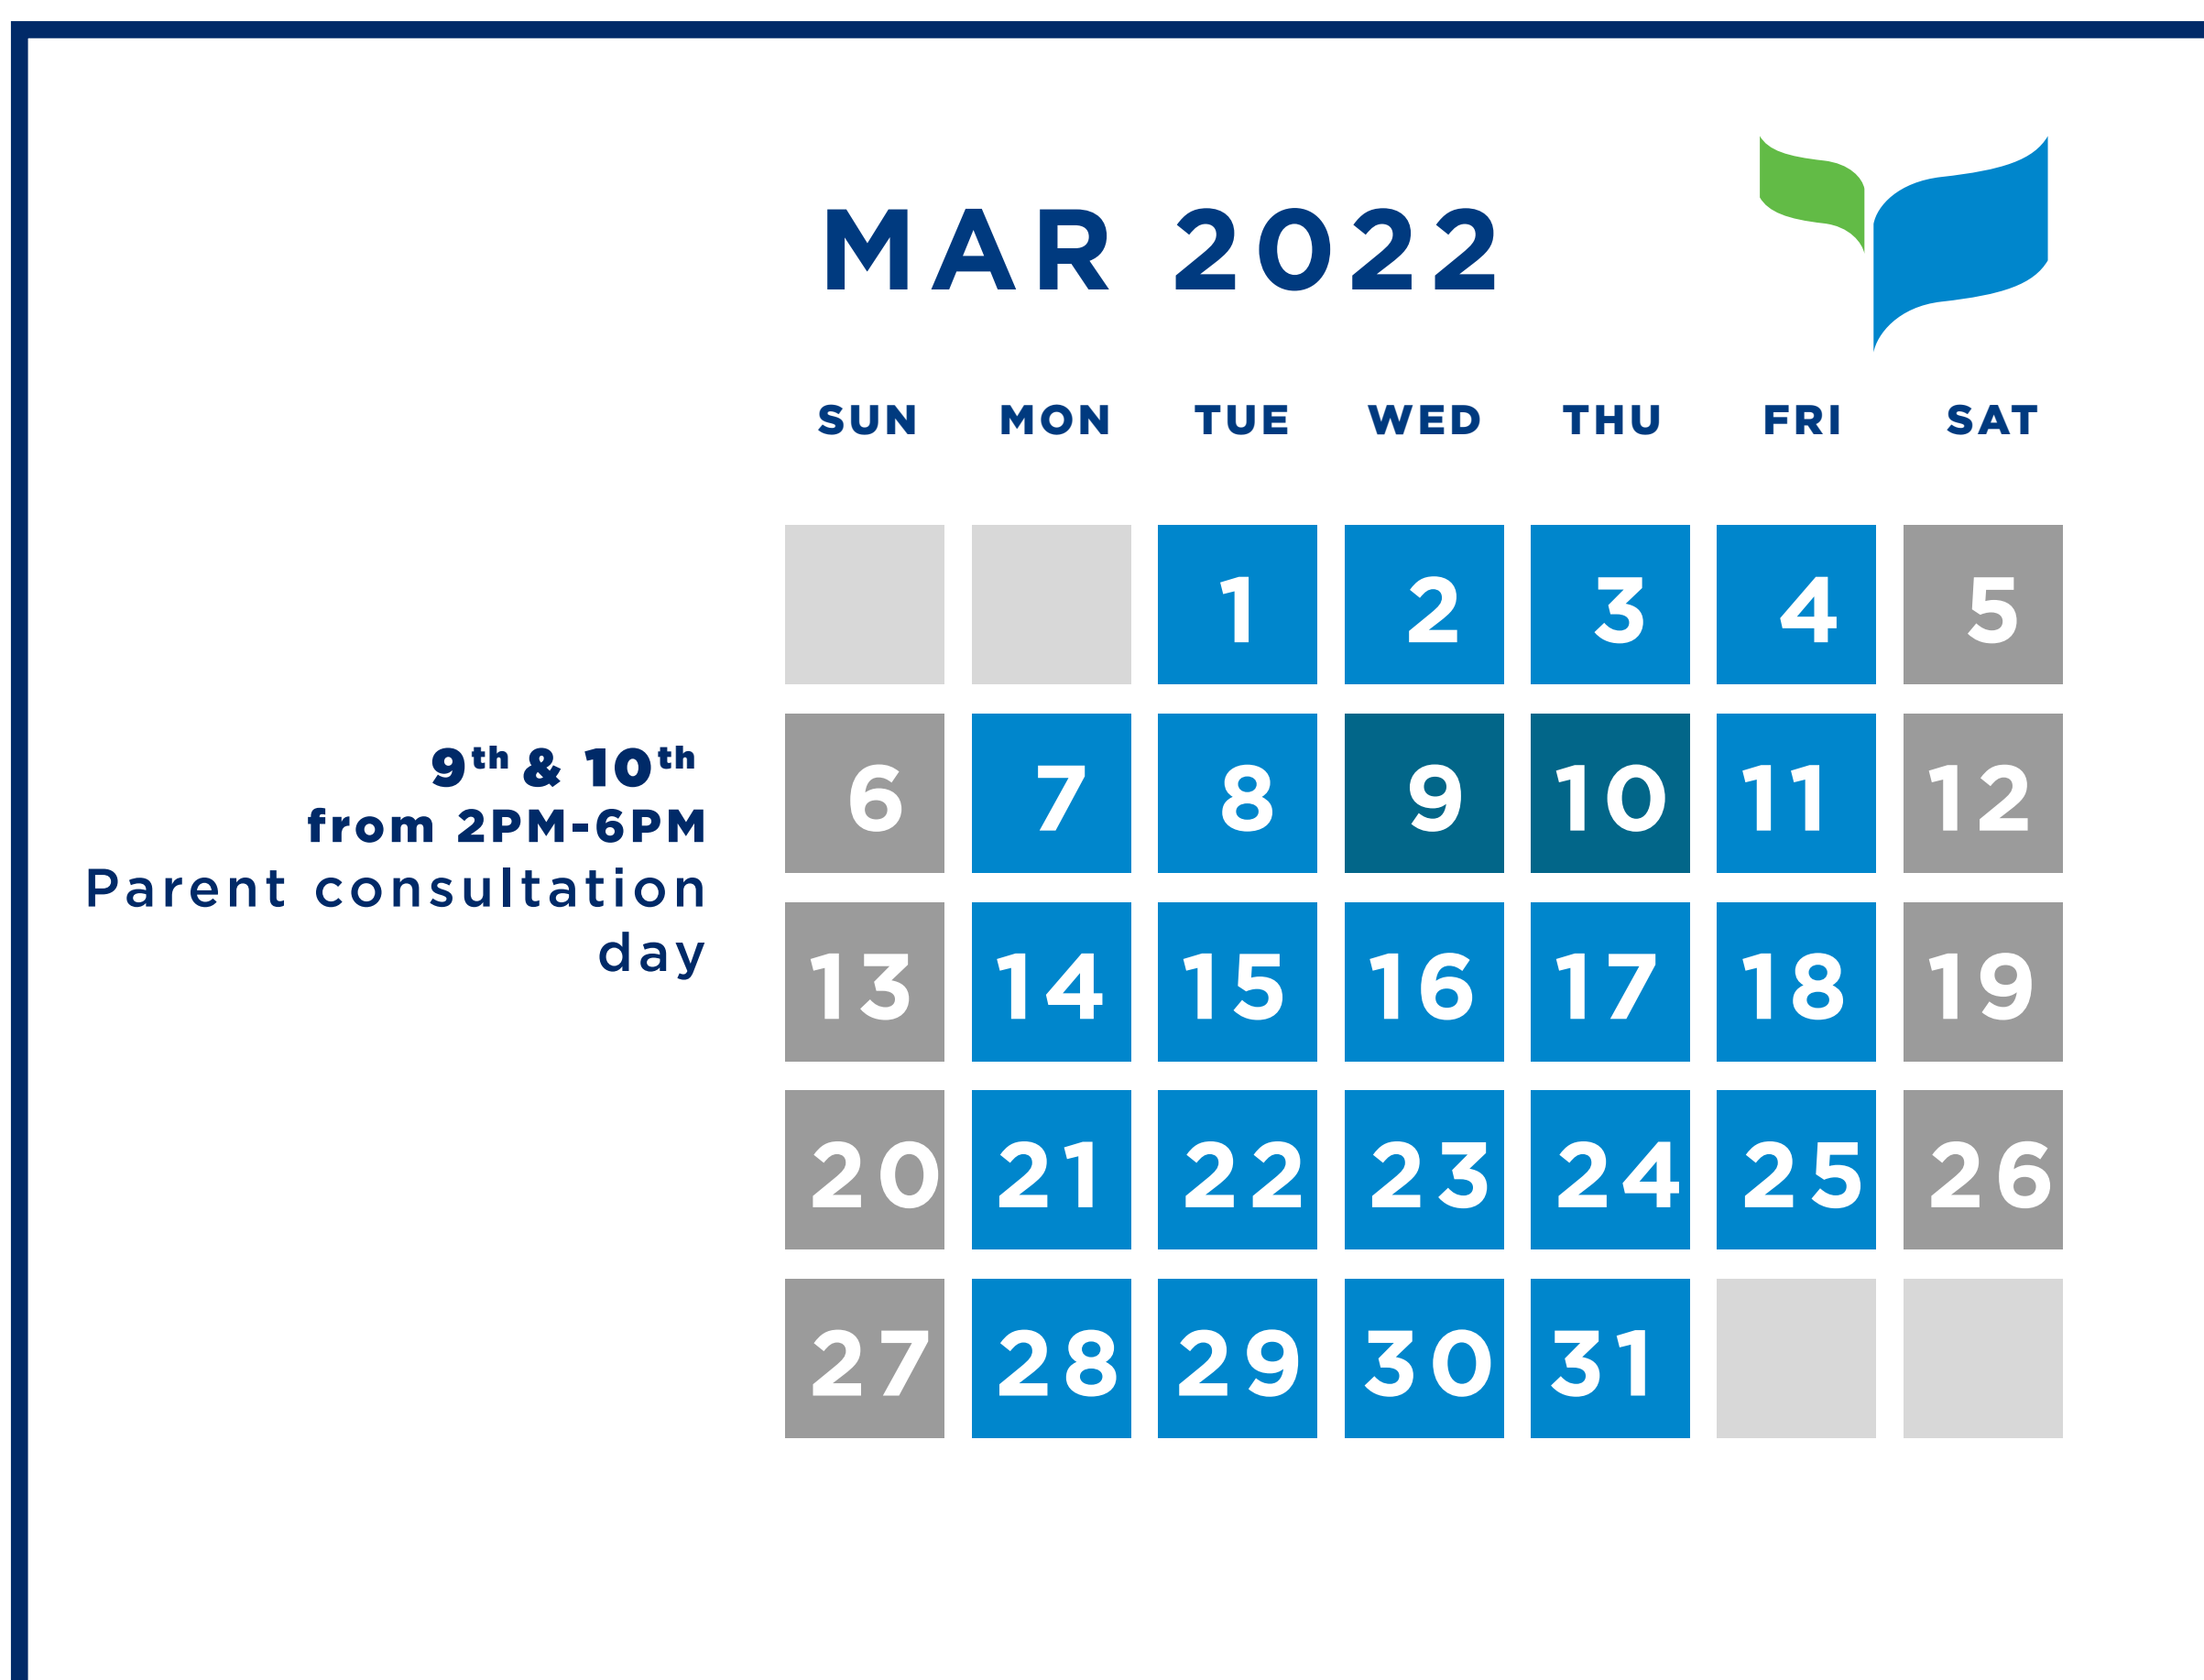 MAR 2022
SUN MON TUE WED THU FRI SAT
1 2 3 4 5
6 7 8 9 10 11 12
13 14 15 16 17 18 19
20 21 22 23 24 25 26
27 28 29 30 31
9th & 10th
from 2PM-6PM
Parent consultation
day